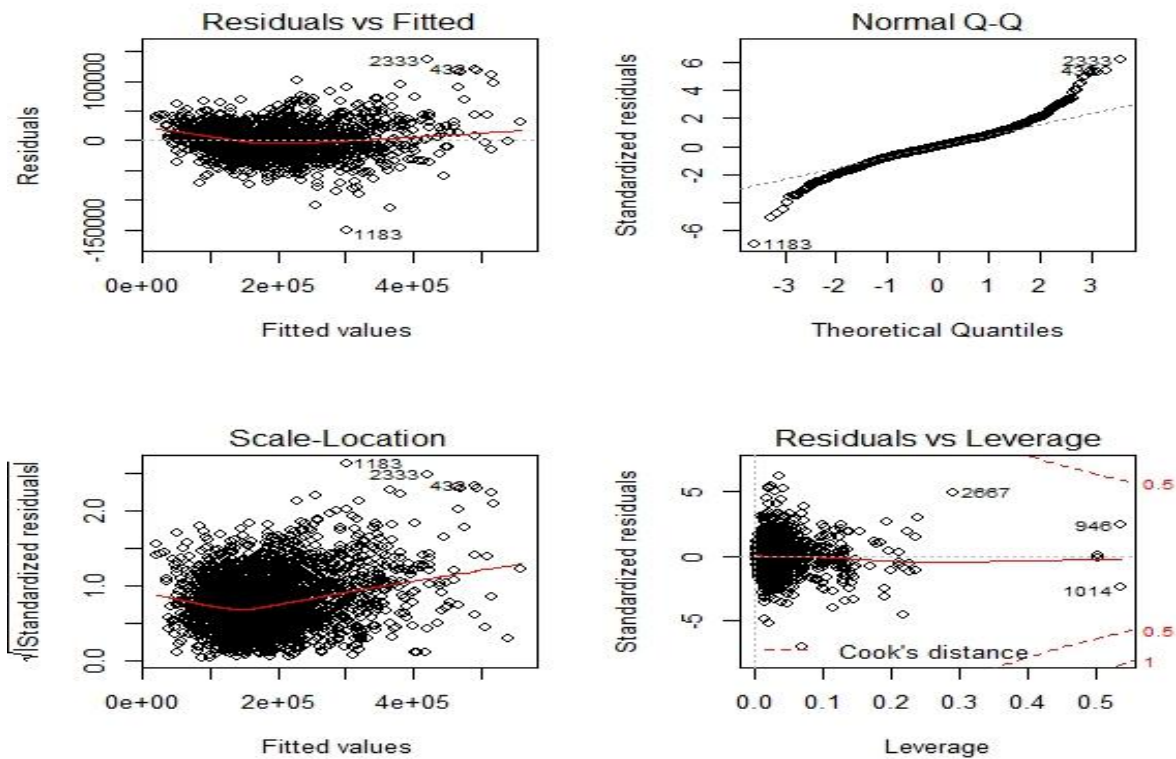 Residuals vs Fitted
Residuals
100000
0
-150000
2333
433
1183
0e+00 2e+05 4e+05
Fitted values
Normal Q-Q
Standardized residuals
6
4
2
0
-2
-6
2333
433
1183
-3 -2 -1 0 1 2 3
Theoretical Quantiles
Scale-Location
√|Standardized residuals|
2.0
1.0
0.0
1183
2333
433
0e+00 2e+05 4e+05
Fitted values
Residuals vs Leverage
Standardized residuals
5
0
-5
2667
946
1014
0.5
0.5
1
Cook's distance
0.0 0.1 0.2 0.3 0.4 0.5
Leverage